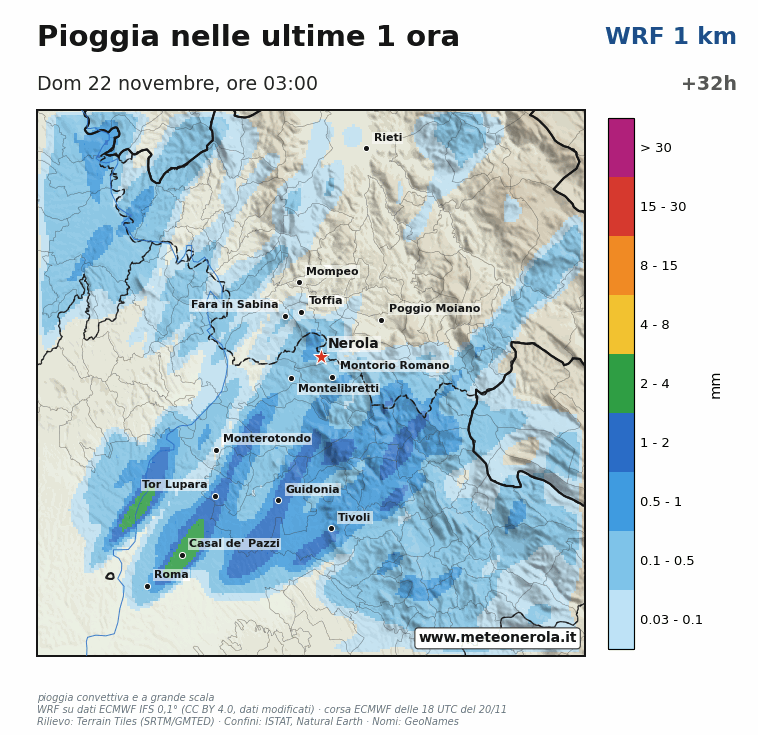 Pioggia nelle ultime 1 ora
WRF 1 km
Dom 22 novembre, ore 03:00
+32h
Rieti
Mompeo
Fara in Sabina
Toffia
Poggio Moiano
Nerola
Montorio Romano
Montelibretti
Monterotondo
Tor Lupara
Guidonia
Tivoli
Casal de' Pazzi
Roma
www.meteonerola.it
> 30
15 - 30
8 - 15
4 - 8
2 - 4
1 - 2
0.5 - 1
0.1 - 0.5
0.03 - 0.1
mm
pioggia convettiva e a grande scala
WRF su dati ECMWF IFS 0,1° (CC BY 4.0, dati modificati) · corsa ECMWF delle 18 UTC del 20/11
Rilievo: Terrain Tiles (SRTM/GMTED) · Confini: ISTAT, Natural Earth · Nomi: GeoNames